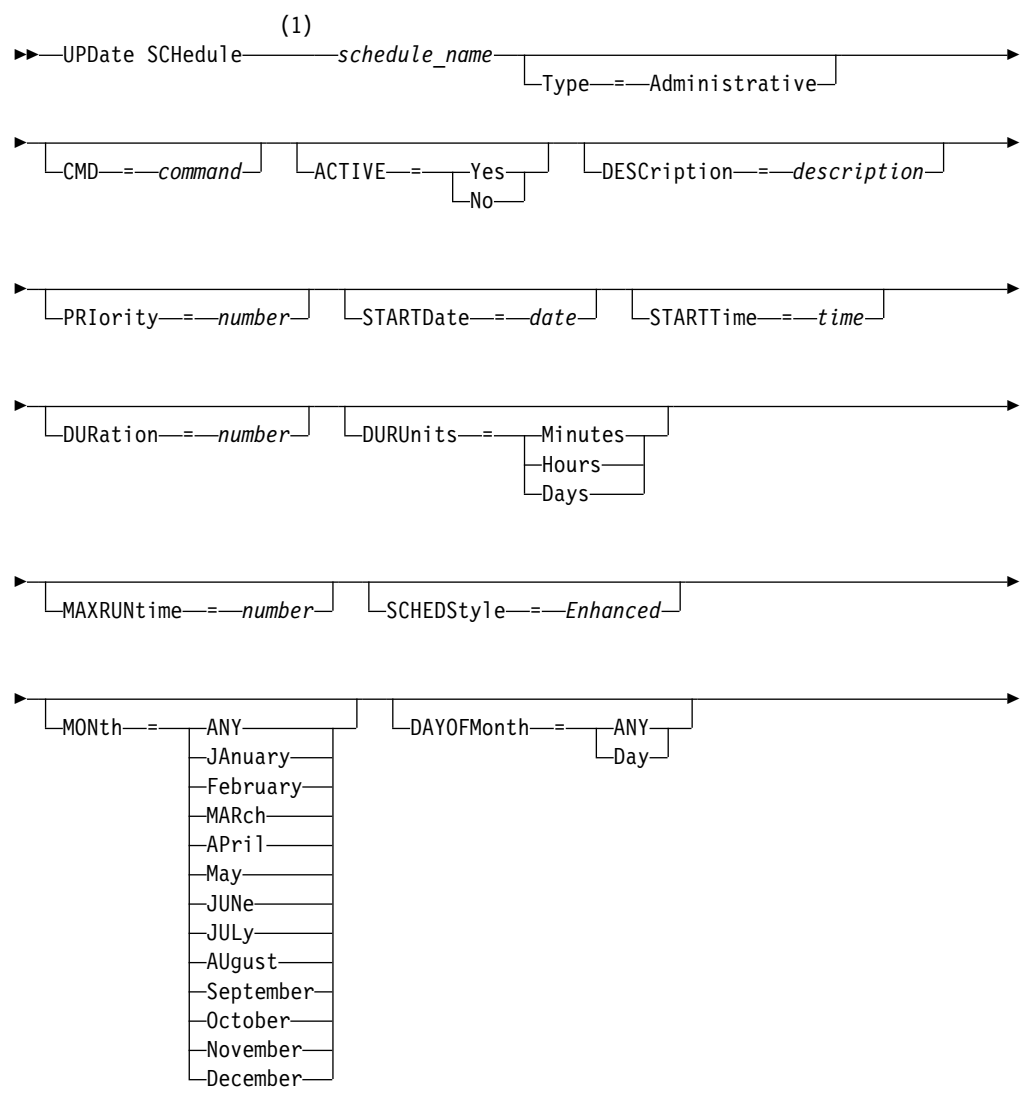 (1)
UPDate SCHedule schedule_name
Type = Administrative
CMD = command ACTIVE = Yes DESCription = description
No
PRIority = number STARTDate = date STARTTime = time
DURation = number DURUnits = Minutes
Hours
Days
MAXRUNtime = number SCHEDStyle = Enhanced
MONth = ANY DAYOFMonth = ANY
JAnuary Day
February
MARch
APril
May
JUNe
JULy
AUgust
September
October
November
December